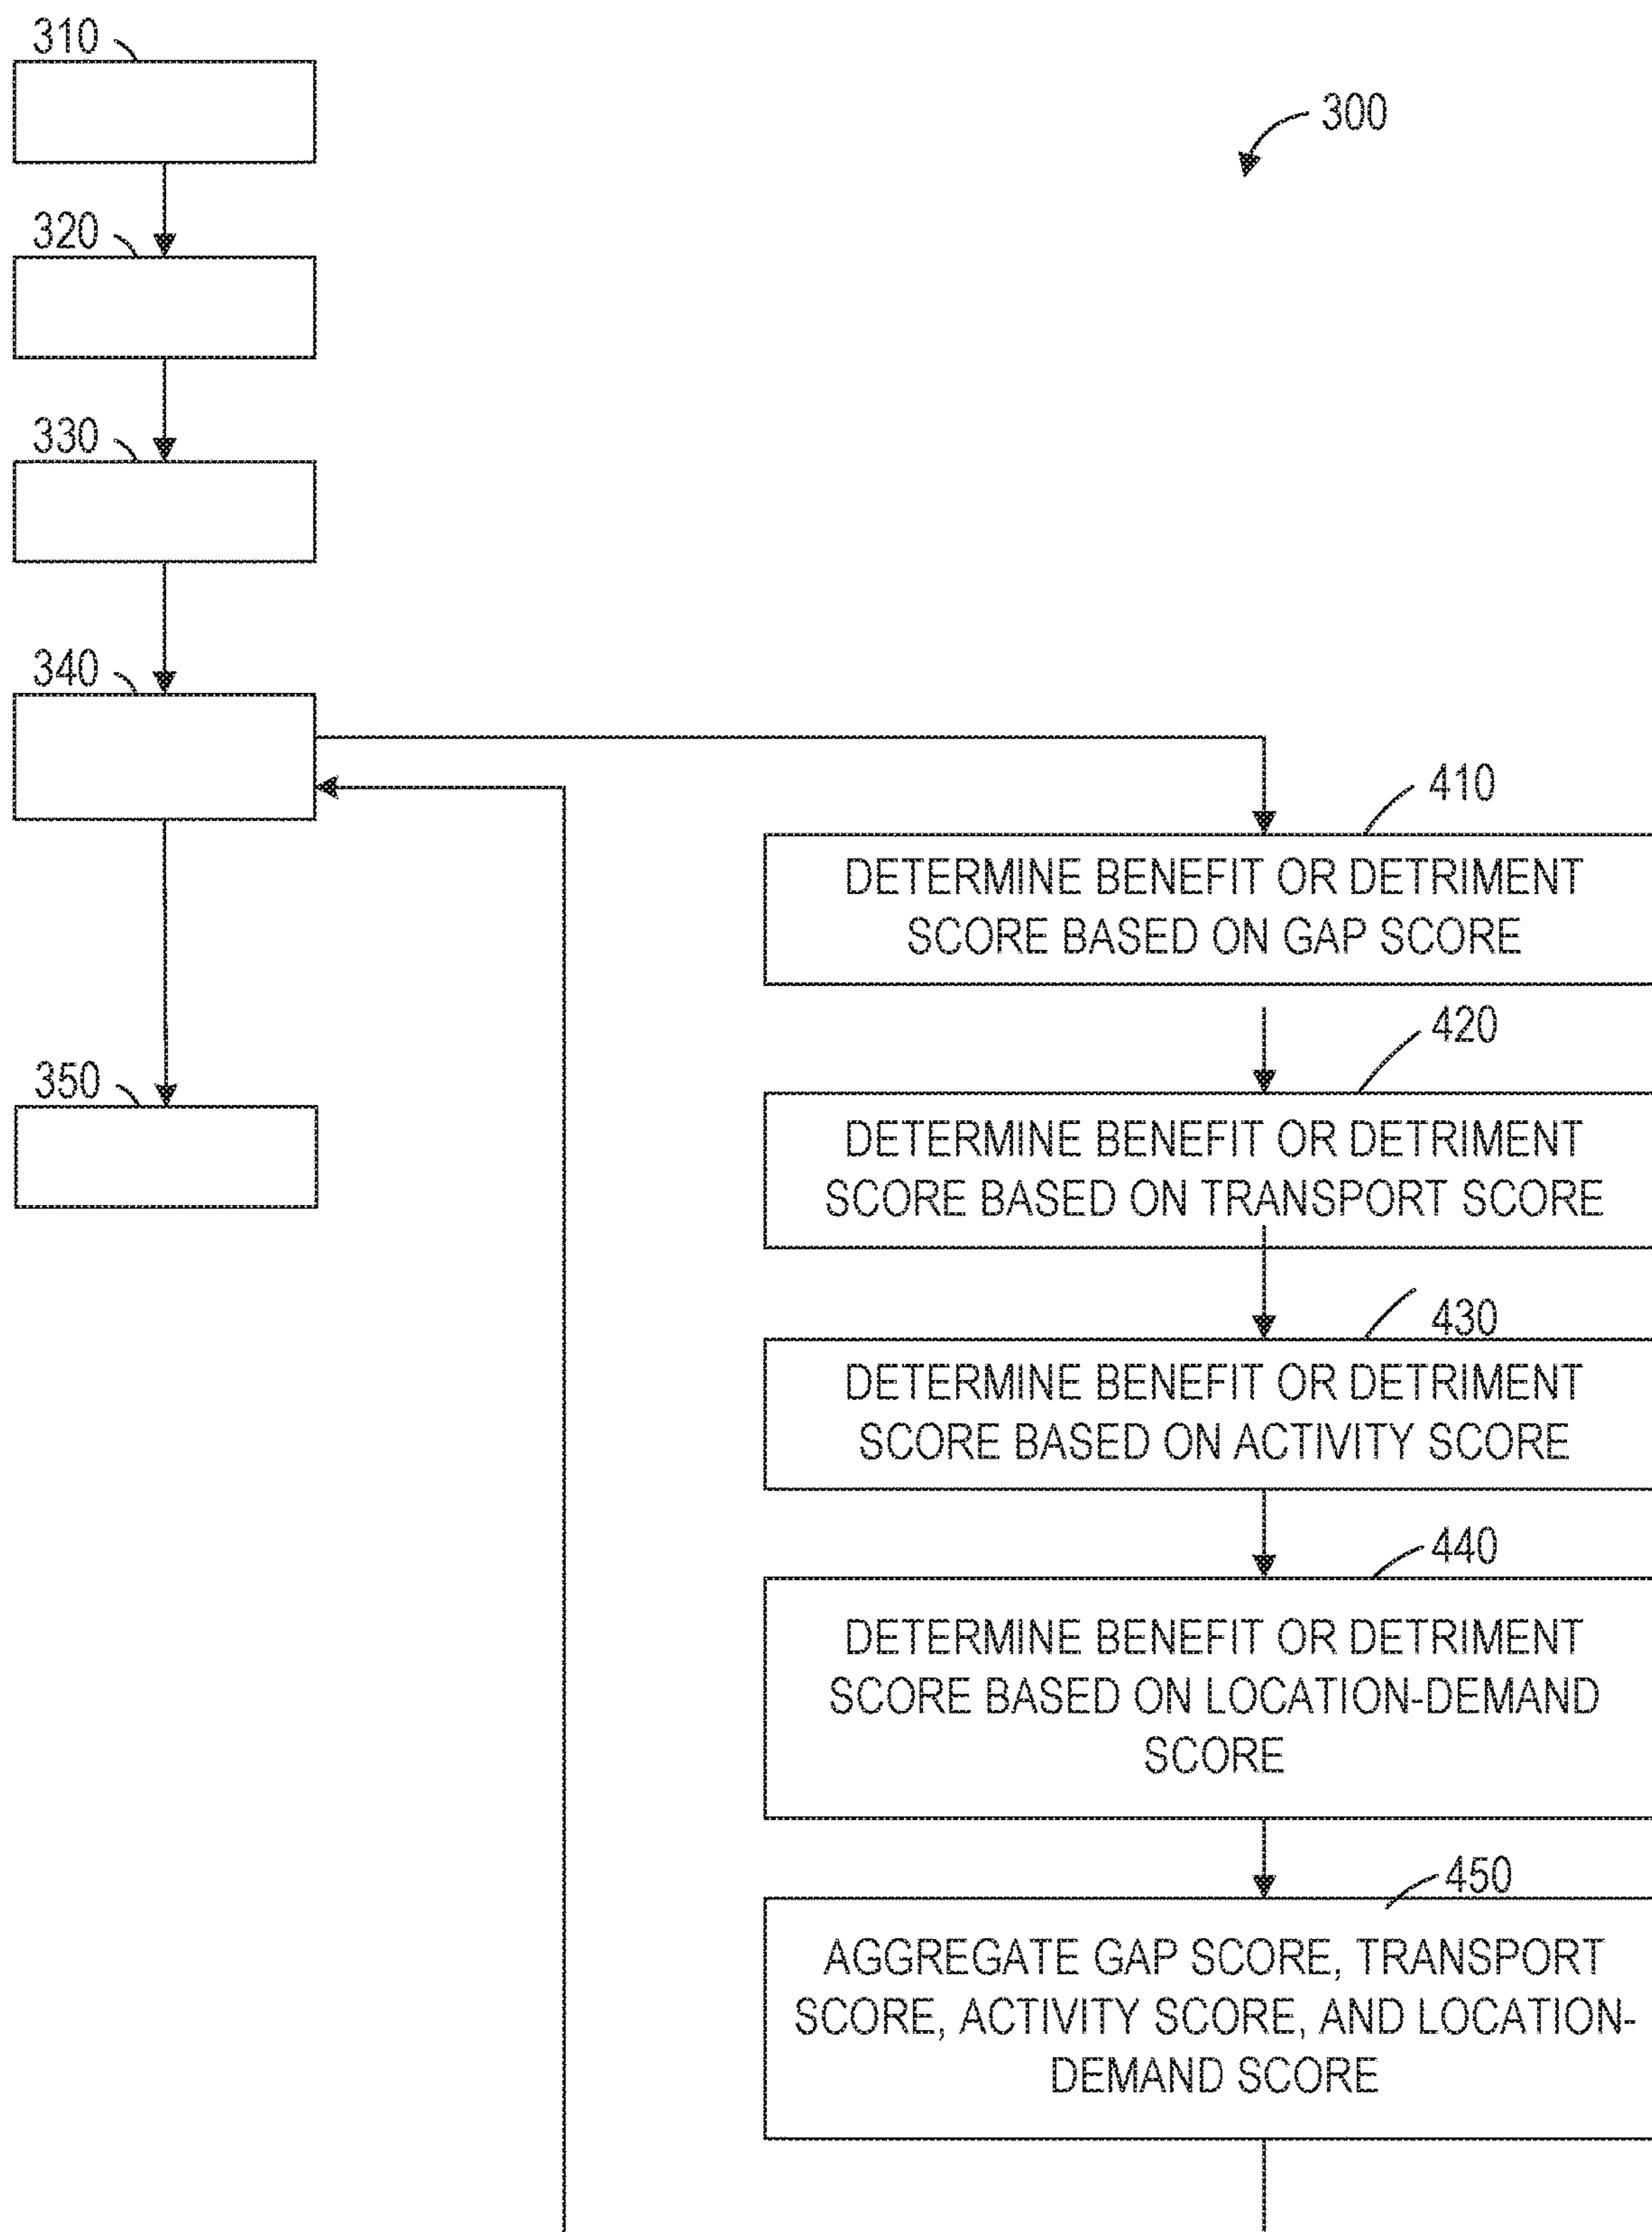 310
300
320
330
340
410
DETERMINE BENEFIT OR DETRIMENT
SCORE BASED ON GAP SCORE
420
350
DETERMINE BENEFIT OR DETRIMENT
SCORE BASED ON TRANSPORT SCORE
430
DETERMINE BENEFIT OR DETRIMENT
SCORE BASED ON ACTIVITY SCORE
440
DETERMINE BENEFIT OR DETRIMENT
SCORE BASED ON LOCATION-DEMAND
SCORE
450
AGGREGATE GAP SCORE, TRANSPORT
SCORE, ACTIVITY SCORE, AND LOCATION-
DEMAND SCORE